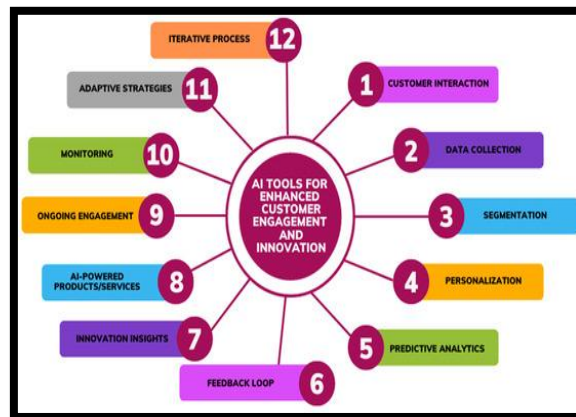 AI TOOLS FOR
ENHANCED
CUSTOMER
ENGAGEMENT
AND
INNOVATION
1
CUSTOMER INTERACTION
2
DATA COLLECTION
3
SEGMENTATION
4
PERSONALIZATION
5
PREDICTIVE ANALYTICS
6
FEEDBACK LOOP
7
INNOVATION INSIGHTS
8
AI-POWERED
PRODUCTS/SERVICES
9
ONGOING ENGAGEMENT
10
MONITORING
11
ADAPTIVE STRATEGIES
12
ITERATIVE PROCESS